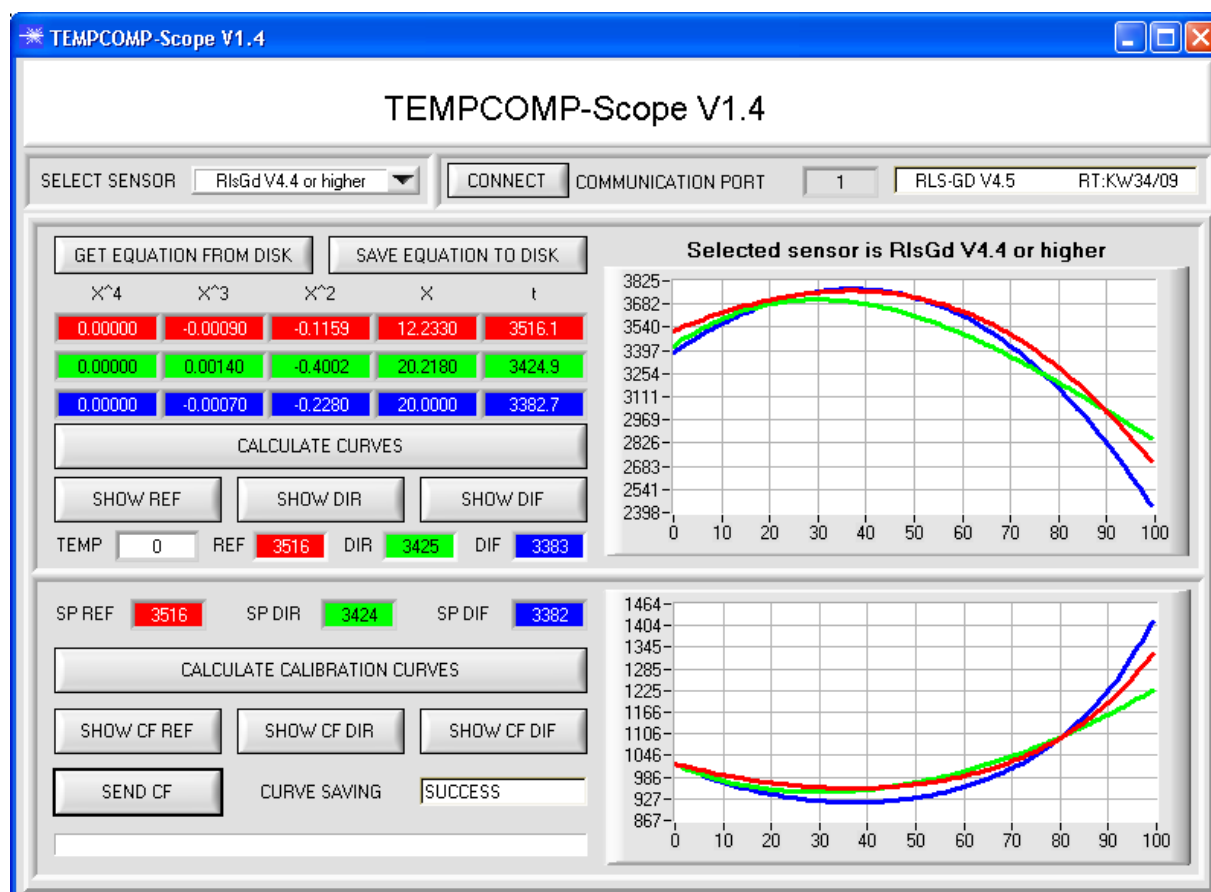 TEMPCOMP-Scope V1.4
TEMPCOMP-Scope V1.4
SELECT SENSOR RlsGd V4.4 or higher CONNECT COMMUNICATION PORT 1 RLS-GD V4.5 RT:KW34/09
GET EQUATION FROM DISK SAVE EQUATION TO DISK
X^4 X^3 X^2 X t
0.00000 -0.00090 -0.1159 12.2330 3516.1
0.00000 0.00140 -0.4002 20.2180 3424.9
0.00000 -0.00070 -0.2280 20.0000 3382.7
CALCULATE CURVES
SHOW REF SHOW DIR SHOW DIF
TEMP 0 REF 3516 DIR 3425 DIF 3383
Selected sensor is RlsGd V4.4 or higher
3825
3682
3540
3397
3254
3111
2969
2826
2683
2541
2398
0 10 20 30 40 50 60 70 80 90 100
SP REF 3516 SP DIR 3424 SP DIF 3382
CALCULATE CALIBRATION CURVES
SHOW CF REF SHOW CF DIR SHOW CF DIF
SEND CF CURVE SAVING SUCCESS
1464
1404
1345
1285
1225
1166
1106
1046
986
927
867
0 10 20 30 40 50 60 70 80 90 100